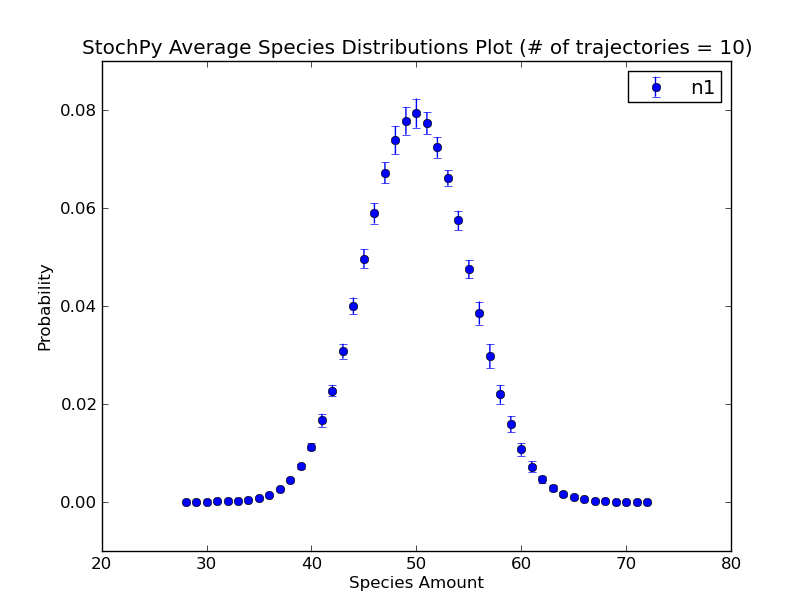 StochPy Average Species Distributions Plot (# of trajectories = 10)
n1
0.08
0.06
0.04
0.02
0.00
Probability
20 30 40 50 60 70 80
Species Amount